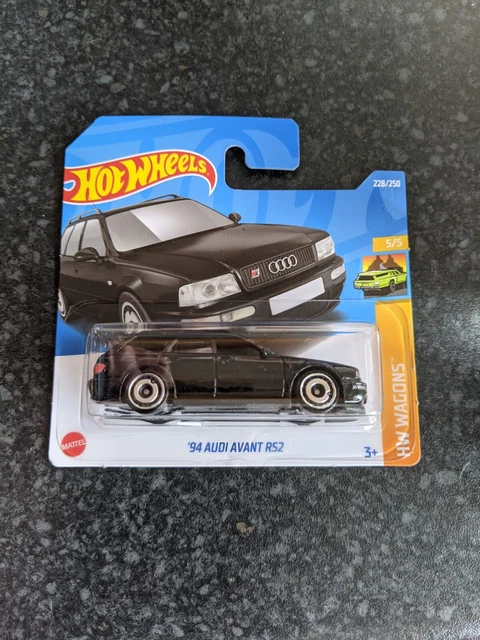 HOT WHEELS
228/250
5/5
HW WAGONS
MATTEL
'94 AUDI AVANT RS2
3+